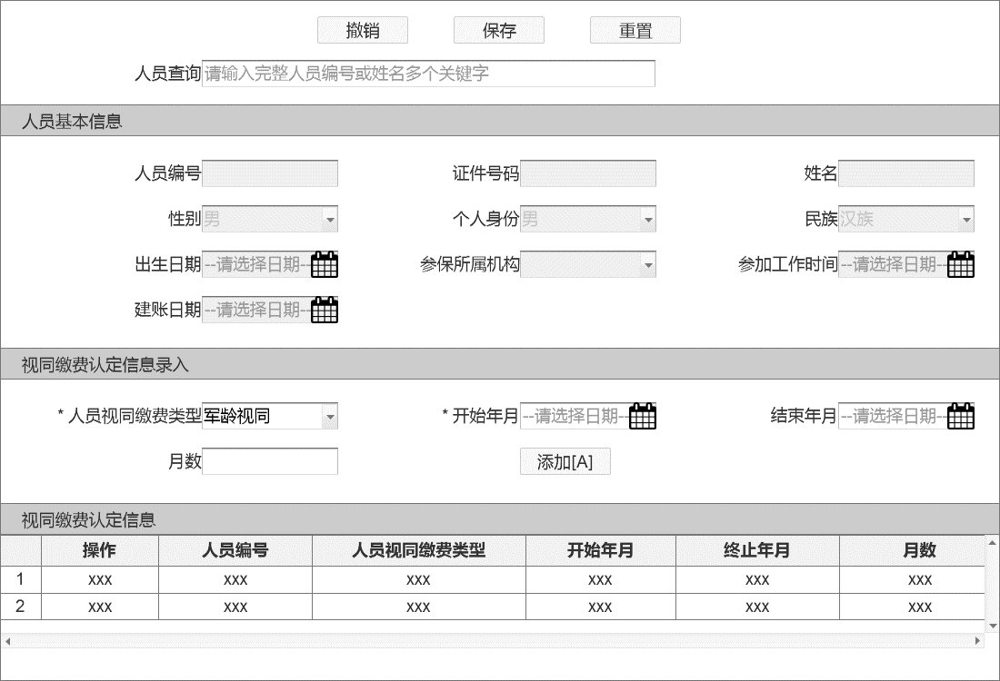 撤销 保存 重置
人员查询 请输入完整人员编号或姓名多个关键字
人员基本信息
人员编号 证件号码 姓名
性别 男 个人身份 男 民族 汉族
出生日期 --请选择日期-- 参保所属机构 参加工作时间 --请选择日期--
建账日期 --请选择日期--
视同缴费认定信息录入
* 人员视同缴费类型 军龄视同 * 开始年月 --请选择日期-- 结束年月 --请选择日期--
月数 添加[A]
视同缴费认定信息
操作 人员编号 人员视同缴费类型 开始年月 终止年月 月数
1 xxx xxx xxx xxx xxx xxx
2 xxx xxx xxx xxx xxx xxx